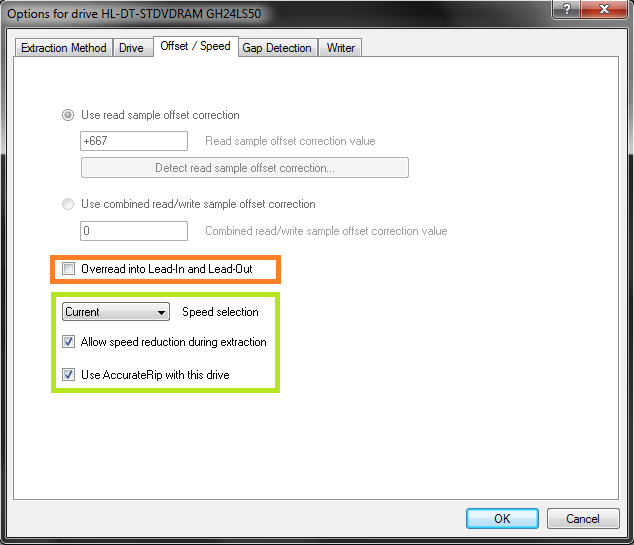 Options for drive HL-DT-STDVDRAM GH24LS50
Extraction Method Drive Offset / Speed Gap Detection Writer
Use read sample offset correction
+667 Read sample offset correction value
Detect read sample offset correction...
Use combined read/write sample offset correction
0 Combined read/write sample offset correction value
Overread into Lead-In and Lead-Out
Current Speed selection
Allow speed reduction during extraction
Use AccurateRip with this drive
OK Cancel